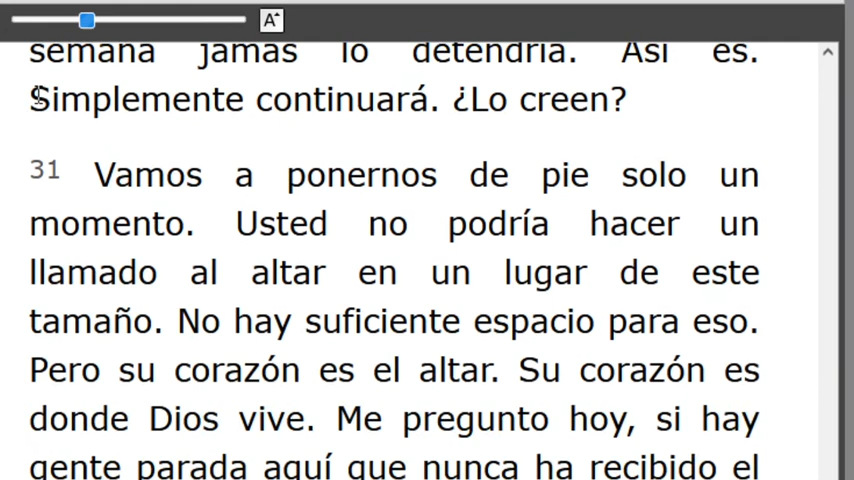 A
semana jamás lo detendría. Así es.
Simplemente continuará. ¿Lo creen?
31 Vamos a ponernos de pie solo un
momento. Usted no podría hacer un
llamado al altar en un lugar de este
tamaño. No hay suficiente espacio para eso.
Pero su corazón es el altar. Su corazón es
donde Dios vive. Me pregunto hoy, si hay
gente parada aquí que nunca ha recibido el